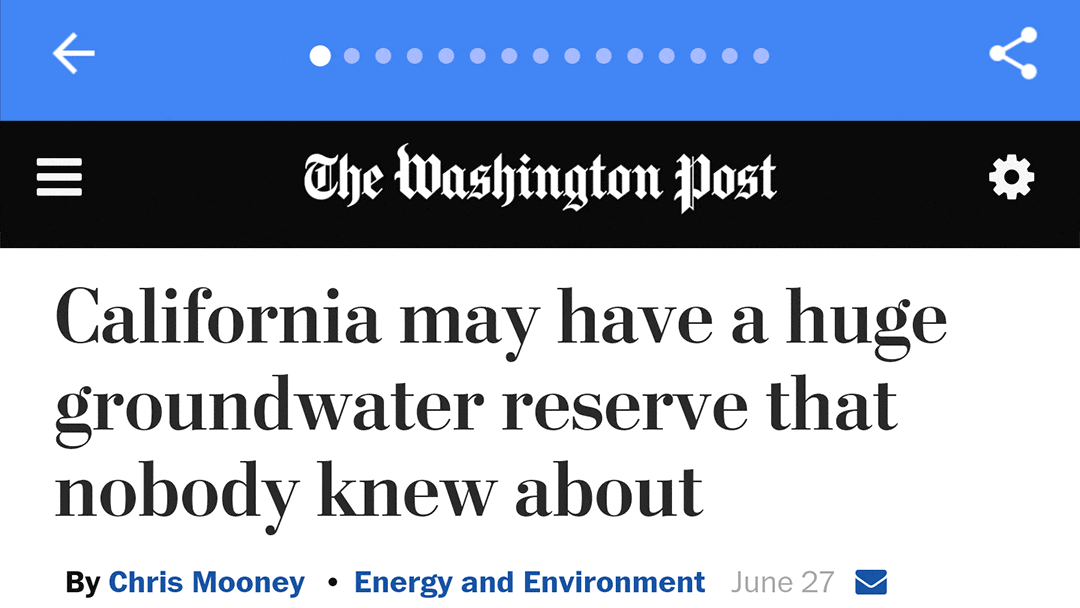 The Washington Post
California may have a huge
groundwater reserve that
nobody knew about
By Chris Mooney • Energy and Environment June 27